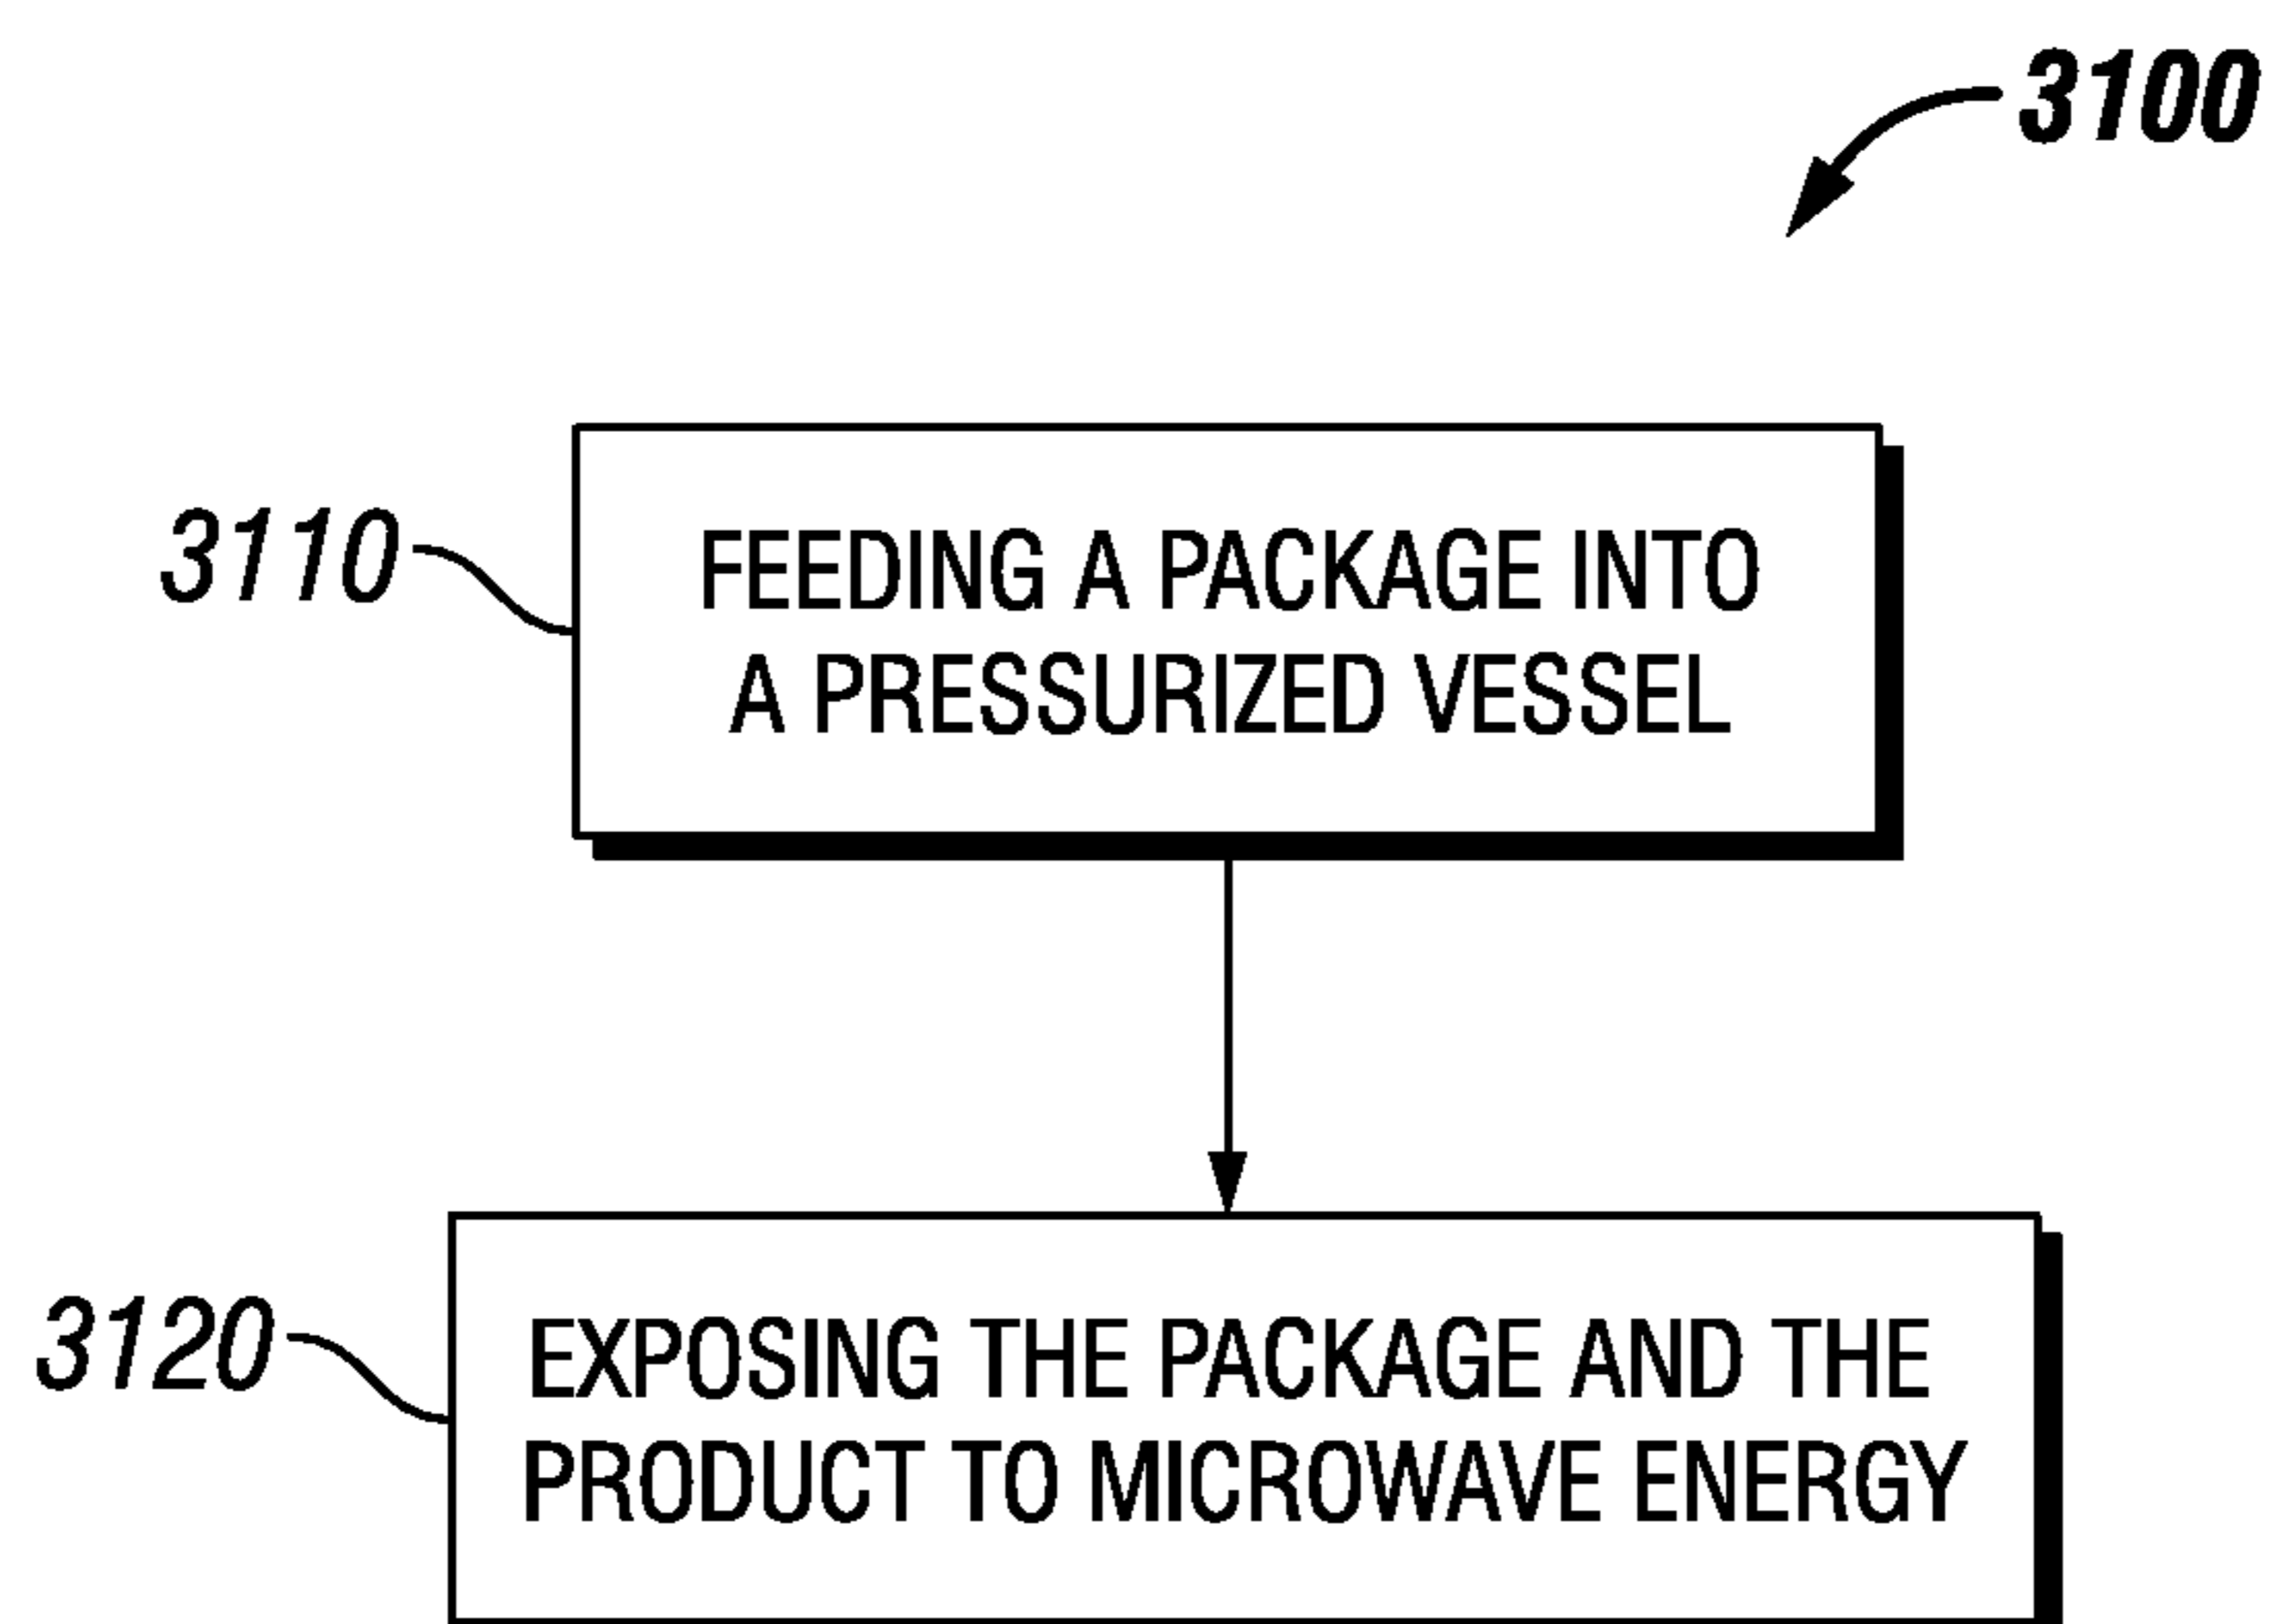 3100
3110
FEEDING A PACKAGE INTO
A PRESSURIZED VESSEL
3120
EXPOSING THE PACKAGE AND THE
PRODUCT TO MICROWAVE ENERGY